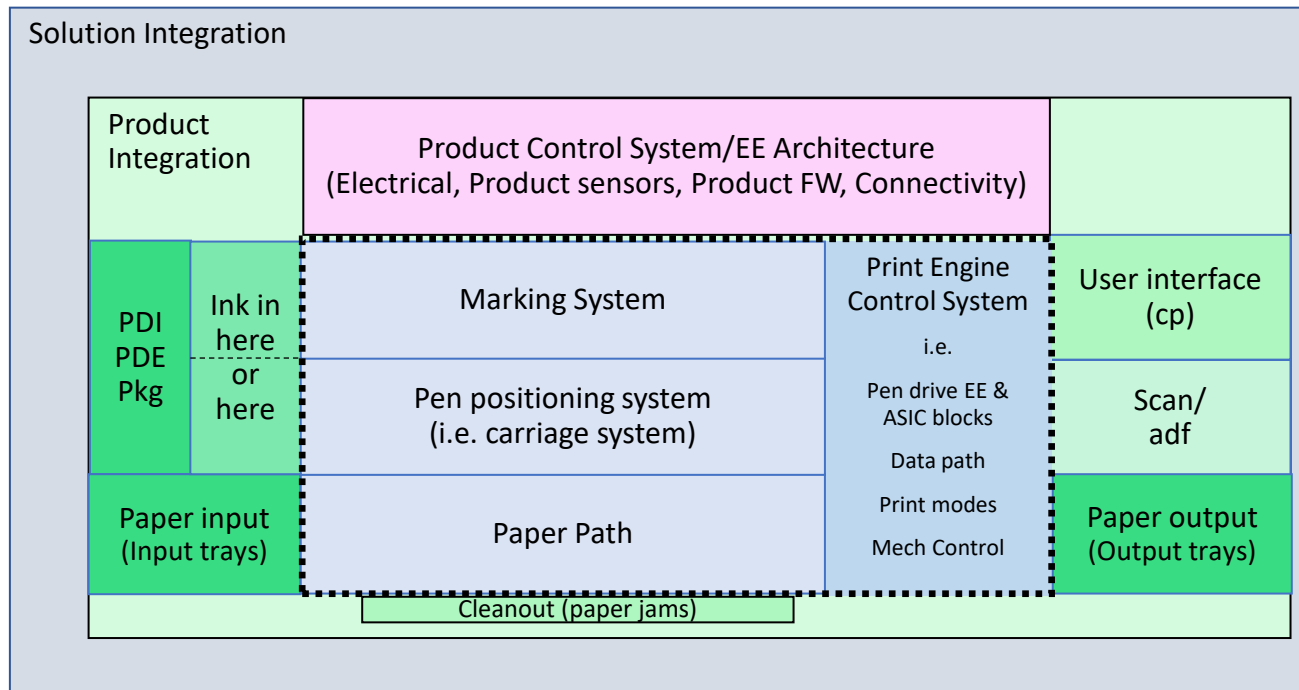 Solution Integration
Product
Integration
Product Control System/EE Architecture
(Electrical, Product sensors, Product FW, Connectivity)
PDI
PDE
Pkg
Ink in
here
or
here
Marking System
Pen positioning system
(i.e. carriage system)
Print Engine
Control System
i.e.
Pen drive EE &
ASIC blocks
Data path
Print modes
Mech Control
User interface
(cp)
Scan/
adf
Paper input
(Input trays)
Paper Path
Paper output
(Output trays)
Cleanout (paper jams)